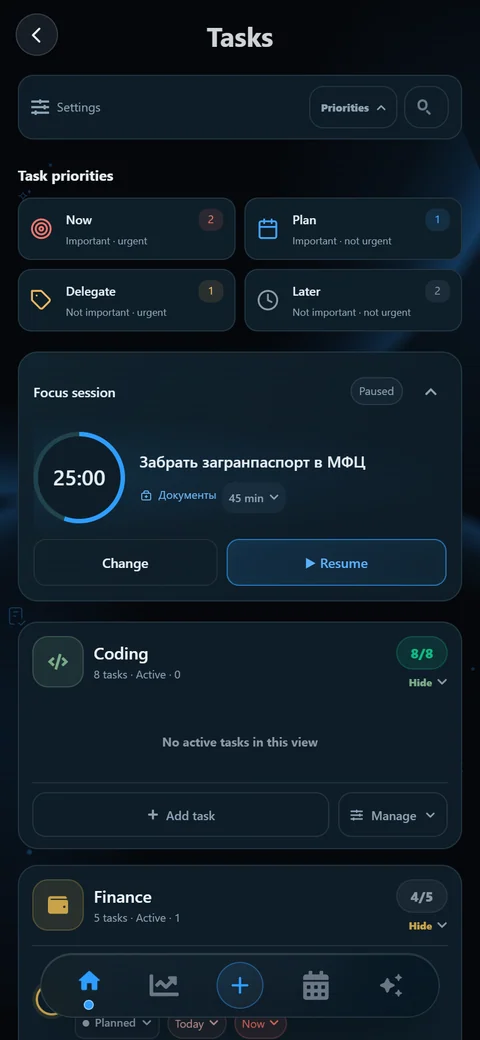 Tasks
Settings
Priorities
Task priorities
Now
2
Important · urgent
Plan
1
Important · not urgent
Delegate
1
Not important · urgent
Later
2
Not important · not urgent
Focus session
Paused
25:00
Забрать загранпаспорт в МФЦ
Документы
45 min
Change
Resume
Coding
8/8
8 tasks · Active · 0
Hide
No active tasks in this view
+ Add task
Manage
Finance
4/5
5 tasks · Active · 1
Hide
Planned
Today
Now